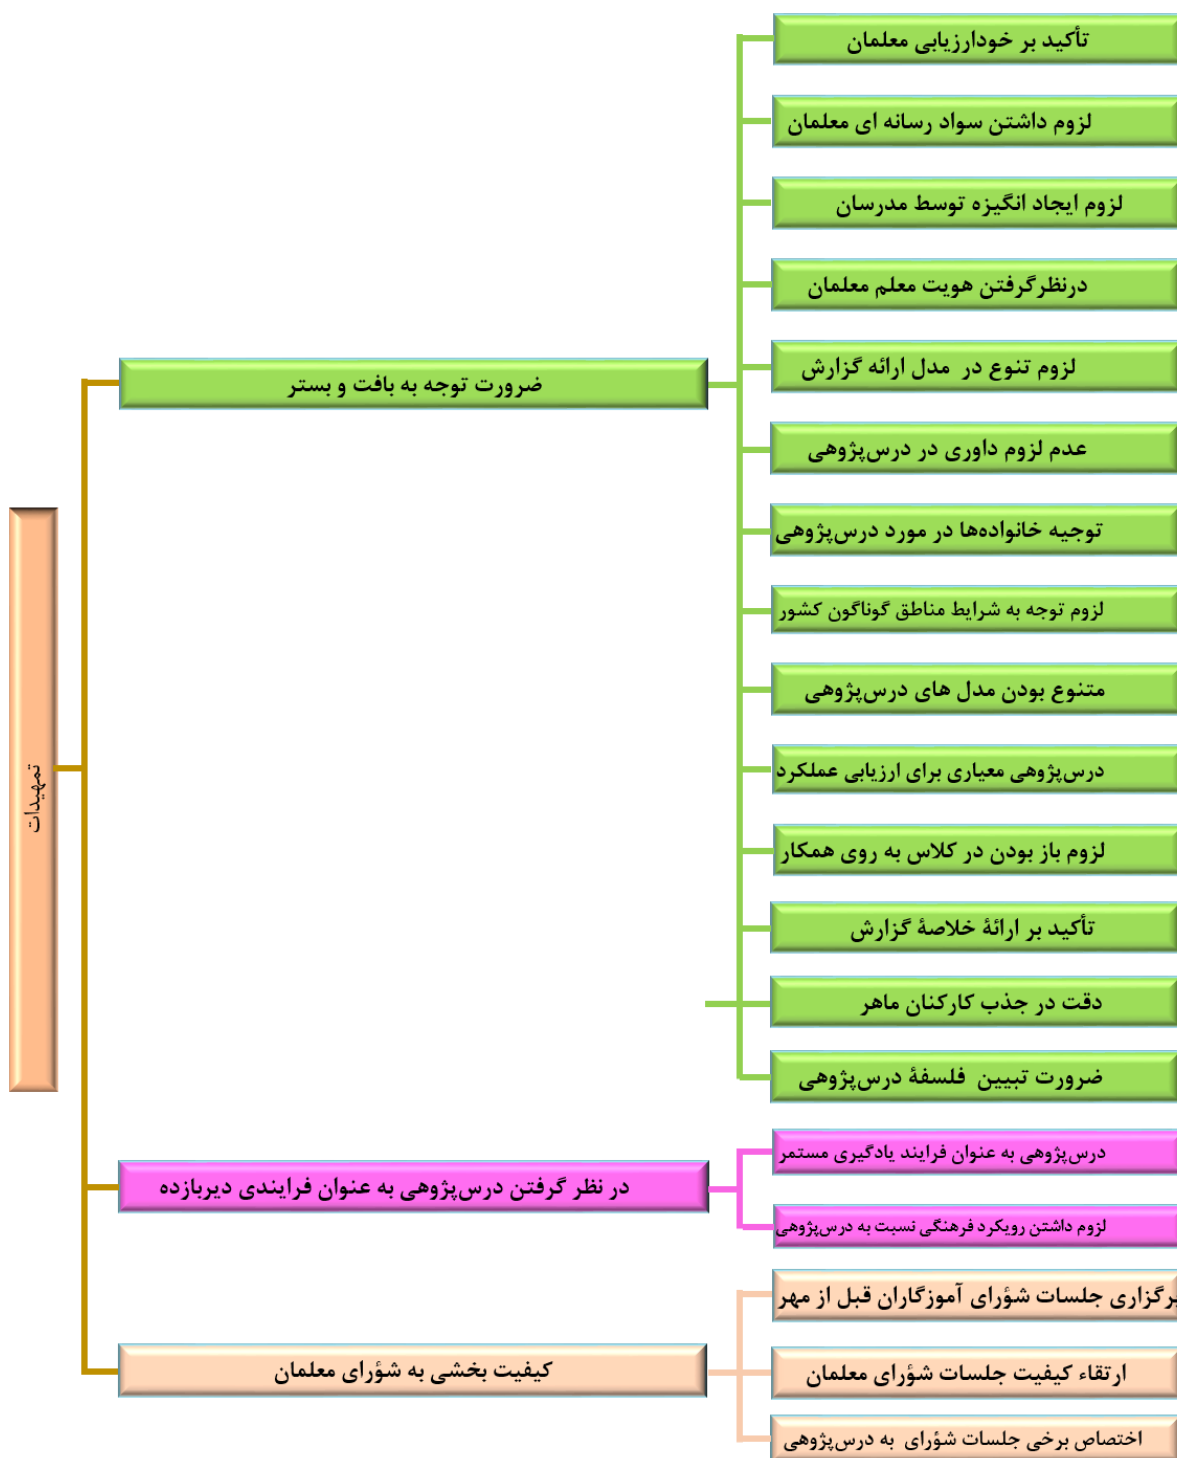 تمهیدات
ضرورت توجه به بافت و بستر
تأکید بر خودارزیابی معلمان
لزوم داشتن سواد رسانه ای معلمان
لزوم ایجاد انگیزه توسط مدرسان
درنظرگرفتن هویت معلم معلمان
لزوم تنوع در مدل ارائه گزارش
عدم لزوم داوری در درس‌پژوهی
توجیه خانواده‌ها در مورد درس‌پژوهی
لزوم توجه به شرایط مناطق گوناگون کشور
متنوع بودن مدل های درس‌پژوهی
درس‌پژوهی معیاری برای ارزیابی عملکرد
لزوم باز بودن در کلاس به روی همکار
تأکید بر ارائۀ خلاصۀ گزارش
دقت در جذب کارکنان ماهر
ضرورت تبیین فلسفۀ درس‌پژوهی
در نظر گرفتن درس‌پژوهی به عنوان فرایندی دیربازده
درس‌پژوهی به عنوان فرایند یادگیری مستمر
لزوم داشتن رویکرد فرهنگی نسبت به درس‌پژوهی
کیفیت بخشی به شؤرای معلمان
برگزاری جلسات شؤرای آموزگاران قبل از مهر
ارتقاء کیفیت جلسات شؤرای معلمان
اختصاص برخی جلسات شؤرای به درس‌پژوهی